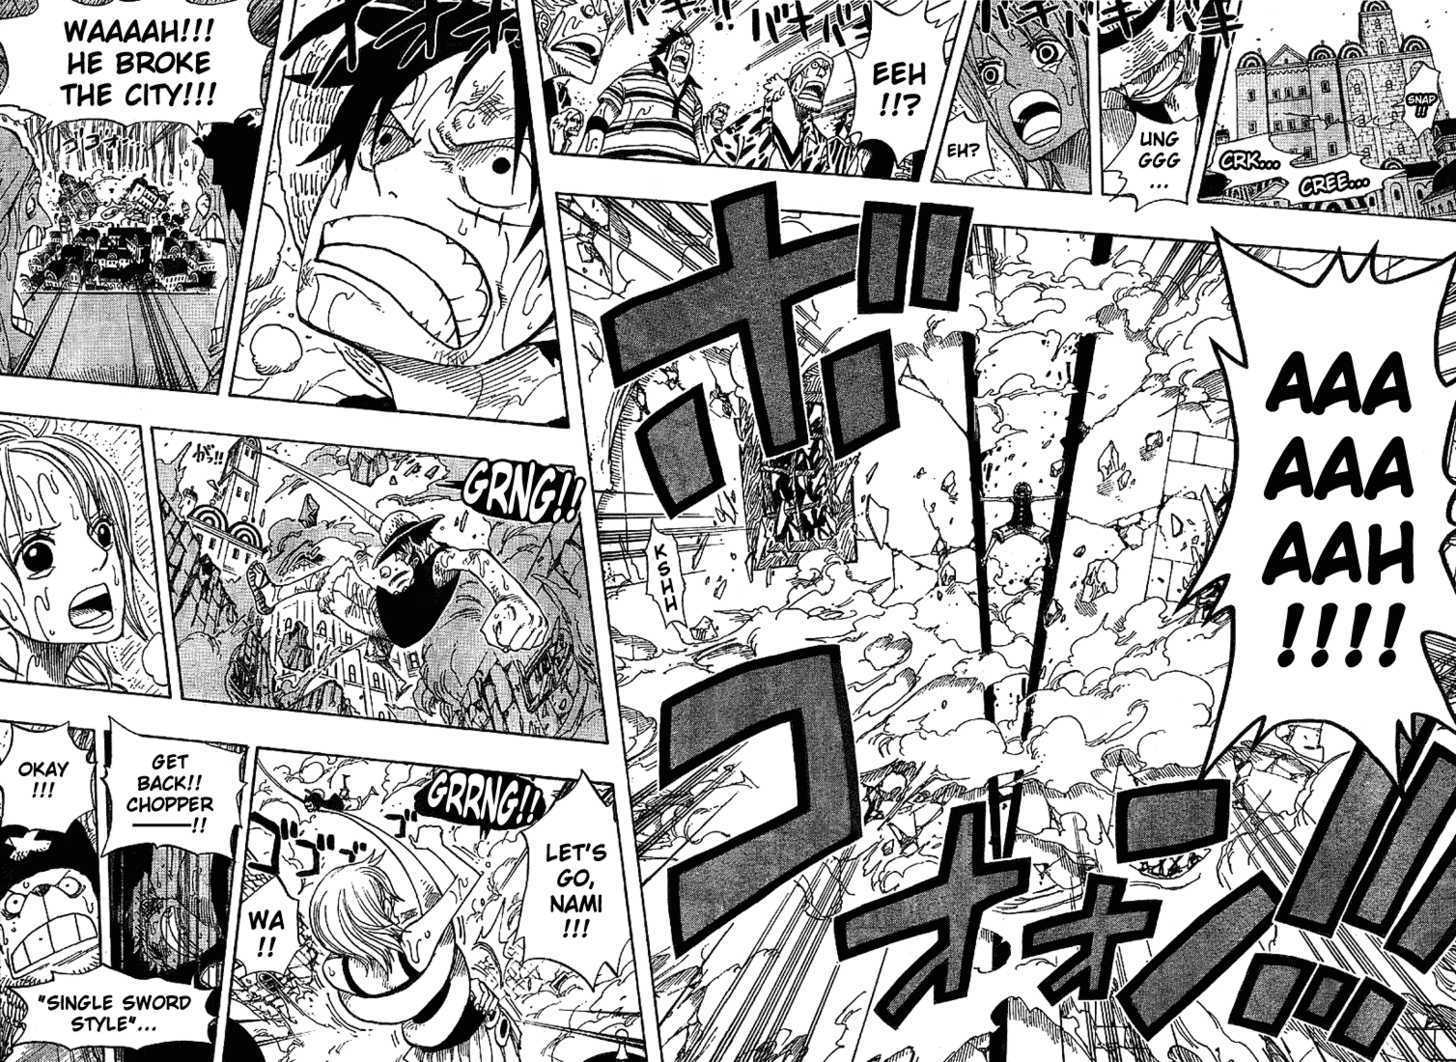 SNAP
!!
CRK...
CREE...
UNG
GGG
...
EH?
EEH
!!?
バキバキバキ
AAA
AAA
AAH
!!!!
ボゴォオン!!!
KSHH
WAAAAH!!!
HE BROKE
THE CITY!!!
ゴゴゴ
GRNG!!
がっ!!
LET'S
GO,
NAMI
!!!
GRRNG!!
WA
!!
GET
BACK!!
CHOPPER
——!!
OKAY
!!!
"SINGLE SWORD
STYLE"...